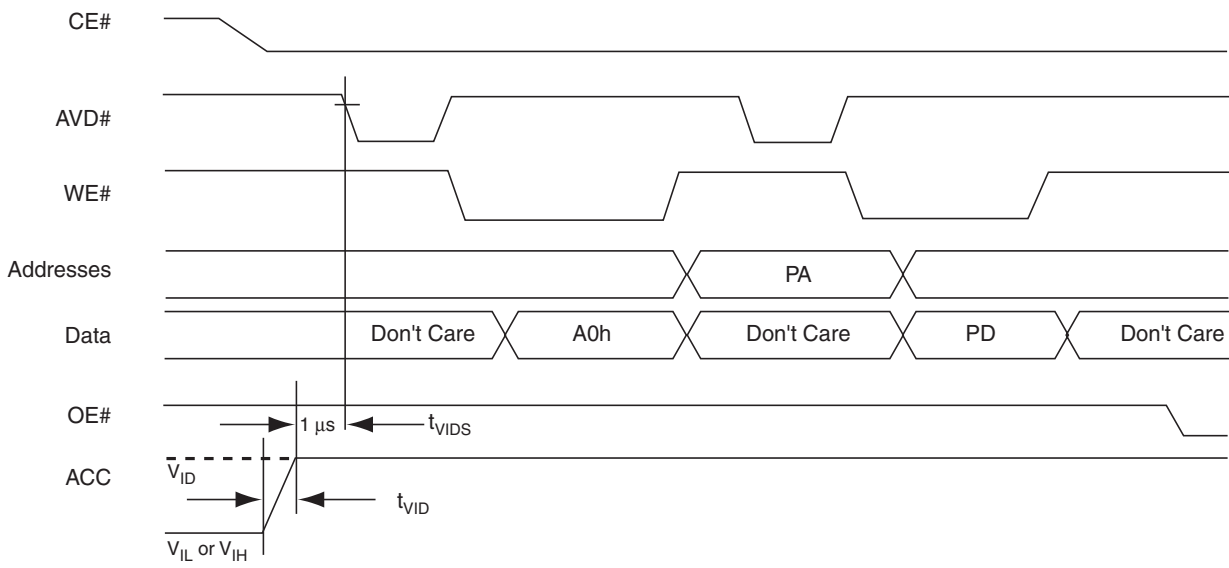 CE#
AVD#
WE#
Addresses PA
Data Don't Care A0h Don't Care PD Don't Care
OE# 1 μs tVIDS
ACC VID
tVID
VIL or VIH